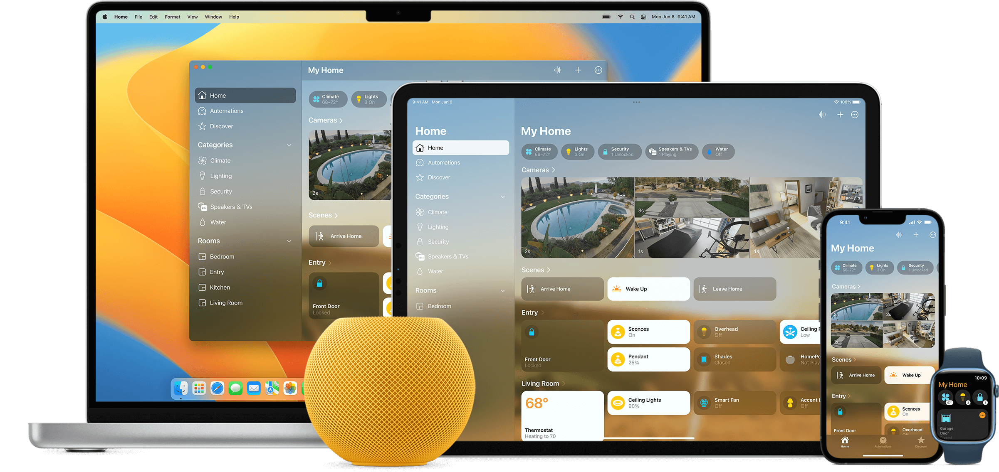 Home File Edit Format View Window Help
Mon Jun 6 9:41 AM
My Home
Home
Automations
Discover
Categories
Climate
Lighting
Security
Speakers & TVs
Water
Rooms
Bedroom
Entry
Kitchen
Living Room
Climate
68–72°
Lights
3 On
Cameras
2s
Scenes
Arrive Home
Entry
Front Door
Locked
9:41 AM Mon Jun 6
100%
Home
Home
Automations
Discover
Categories
Climate
Lighting
Security
Speakers & TVs
Water
Rooms
Bedroom
My Home
Climate
68–72°
Lights
3 On
Security
1 Unlocked
Speakers & TVs
1 Playing
Water
Off
Cameras
2s
3s
1s
4s
Scenes
Arrive Home
Wake Up
Leave Home
Entry
Front Door
Locked
Sconces
On
Overhead
Off
Ceiling F
Low
Pendant
25%
Shades
Closed
HomePo
Not Play
Living Room
68°
Thermostat
Heating to 70
Ceiling Lights
90%
Smart Fan
Off
Accent L
Off
9:41
My Home
Climate
68–72°
Lights
3 On
Security
1 Unlocked
Cameras
2s
3s
1s
4s
Scenes
Arrive Home
Wake Up
Entry
Front Door
Sconces
On
Overhead
Off
Home
Automations
Discover
10:09
My Home
67°
3
1
Garage
Door
Closed